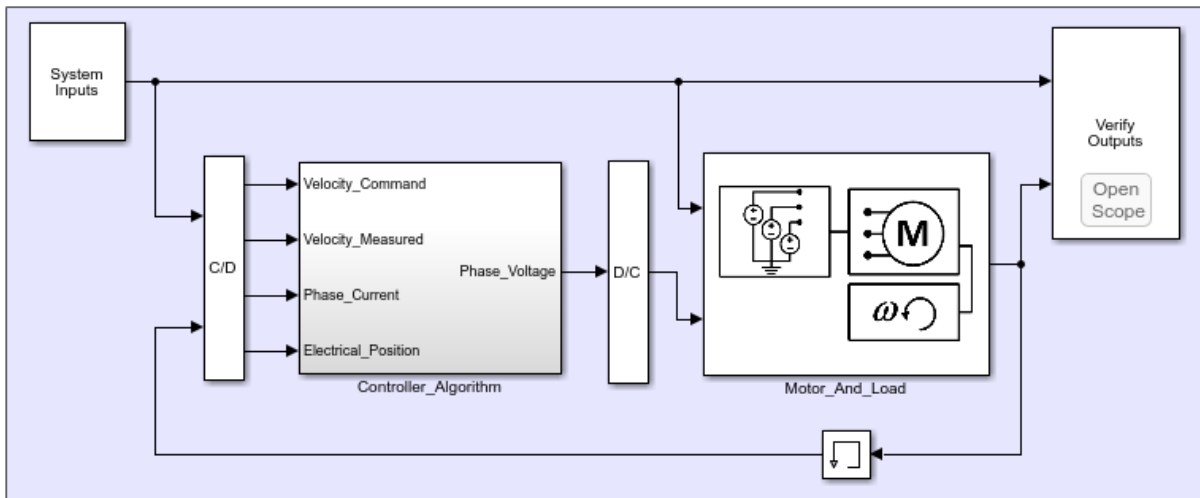 System
Inputs
Verify
Outputs
Open
Scope
C/D
Velocity_Command
Velocity_Measured
Phase_Current
Electrical_Position
Phase_Voltage
Controller_Algorithm
D/C
M
ω
Motor_And_Load